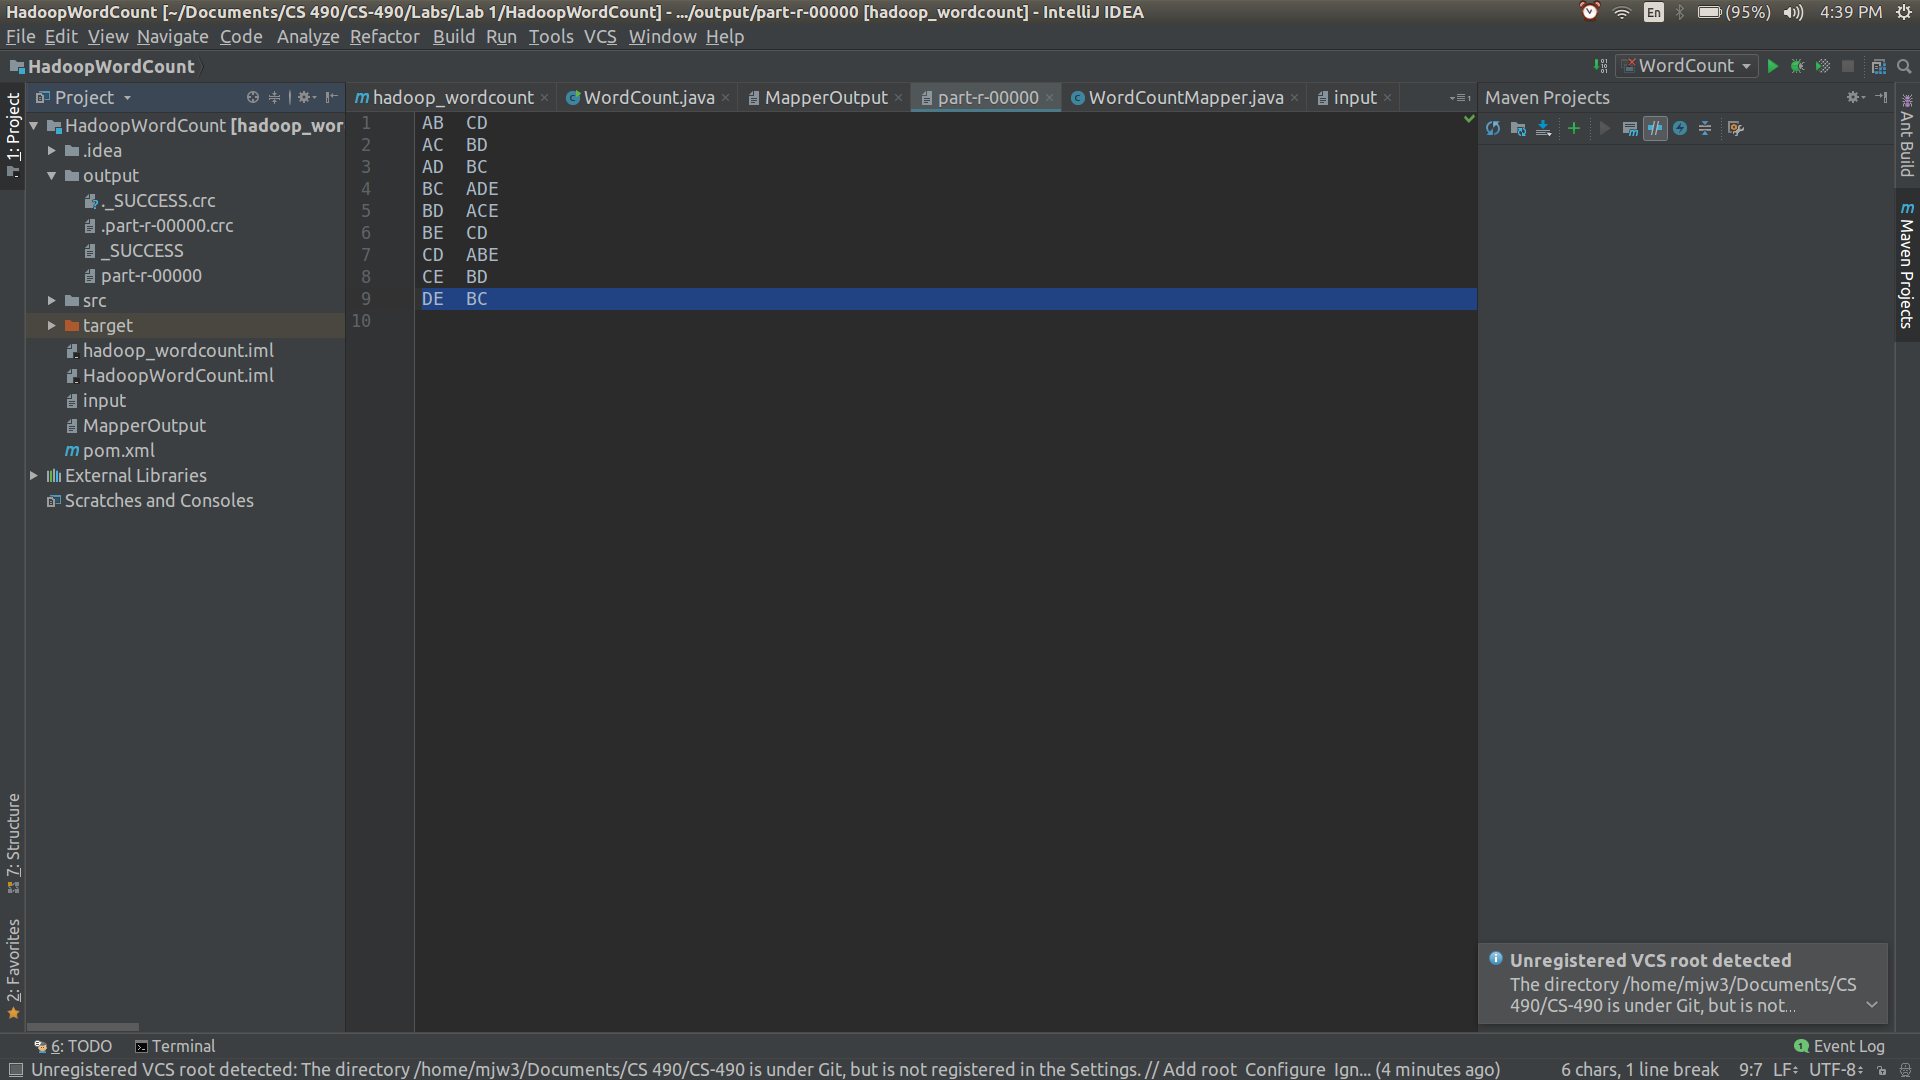 HadoopWordCount [~/Documents/CS 490/CS-490/Labs/Lab 1/HadoopWordCount] - .../output/part-r-00000 [hadoop_wordcount] - IntelliJ IDEA
En
(95%)
4:39 PM
File Edit View Navigate Code Analyze Refactor Build Run Tools VCS Window Help
HadoopWordCount
WordCount
1: Project
Project
HadoopWordCount [hadoop_wor
.idea
output
._SUCCESS.crc
.part-r-00000.crc
_SUCCESS
part-r-00000
src
target
hadoop_wordcount.iml
HadoopWordCount.iml
input
MapperOutput
pom.xml
External Libraries
Scratches and Consoles
7: Structure
2: Favorites
hadoop_wordcount WordCount.java MapperOutput part-r-00000 WordCountMapper.java input
1 AB CD
2 AC BD
3 AD BC
4 BC ADE
5 BD ACE
6 BE CD
7 CD ABE
8 CE BD
9 DE BC
10
Maven Projects
Ant Build
Maven Projects
Unregistered VCS root detected
The directory /home/mjw3/Documents/CS
490/CS-490 is under Git, but is not...
6: TODO Terminal
1 Event Log
Unregistered VCS root detected: The directory /home/mjw3/Documents/CS 490/CS-490 is under Git, but is not registered in the Settings. // Add root Configure Ign... (4 minutes ago)
6 chars, 1 line break 9:7 LF UTF-8